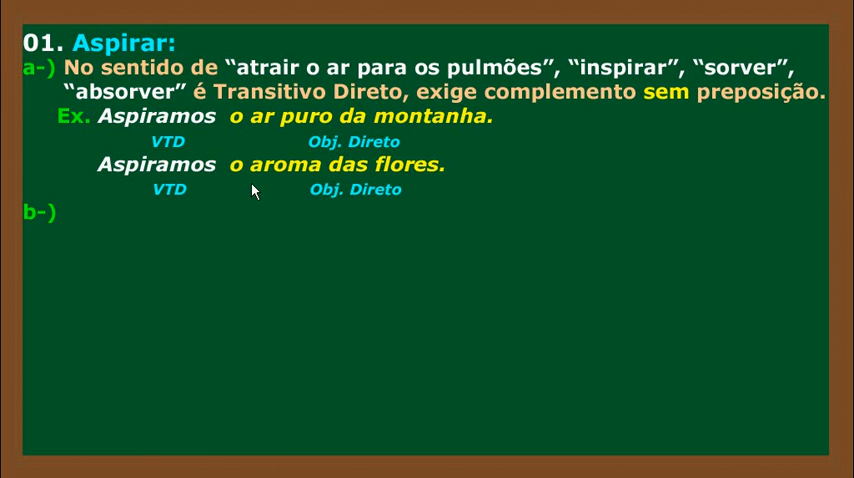 01. Aspirar:
a-) No sentido de “atrair o ar para os pulmões”, “inspirar”, “sorver”,
“absorver” é Transitivo Direto, exige complemento sem preposição.
Ex. Aspiramos o ar puro da montanha.
VTD Obj. Direto
Aspiramos o aroma das flores.
VTD Obj. Direto
b-)